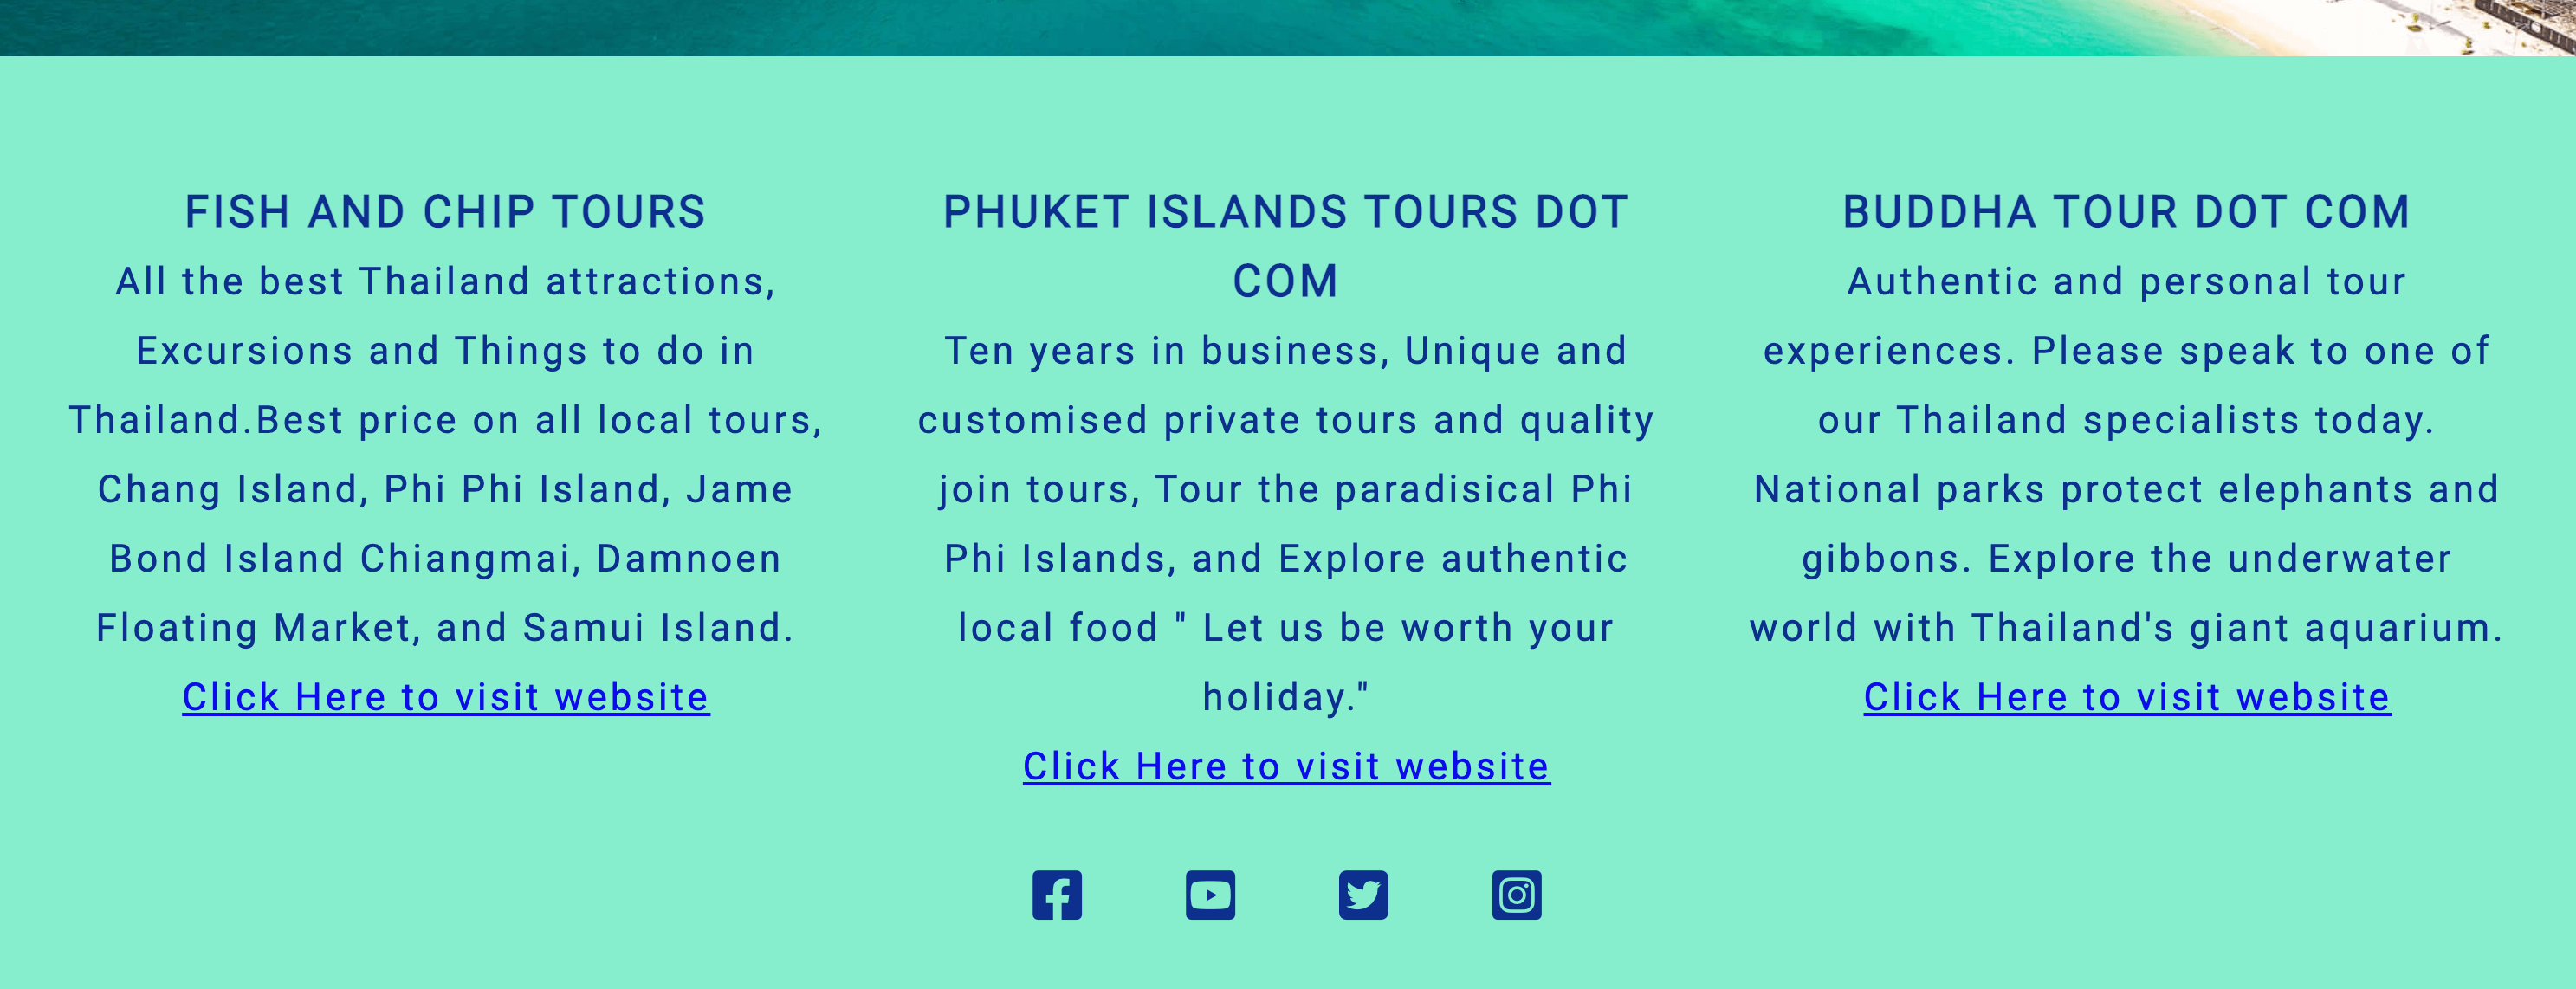 FISH AND CHIP TOURS
All the best Thailand attractions,
Excursions and Things to do in
Thailand.Best price on all local tours,
Chang Island, Phi Phi Island, Jame
Bond Island Chiangmai, Damnoen
Floating Market, and Samui Island.
Click Here to visit website
PHUKET ISLANDS TOURS DOT
COM
Ten years in business, Unique and
customised private tours and quality
join tours, Tour the paradisical Phi
Phi Islands, and Explore authentic
local food " Let us be worth your
holiday."
Click Here to visit website
BUDDHA TOUR DOT COM
Authentic and personal tour
experiences. Please speak to one of
our Thailand specialists today.
National parks protect elephants and
gibbons. Explore the underwater
world with Thailand's giant aquarium.
Click Here to visit website